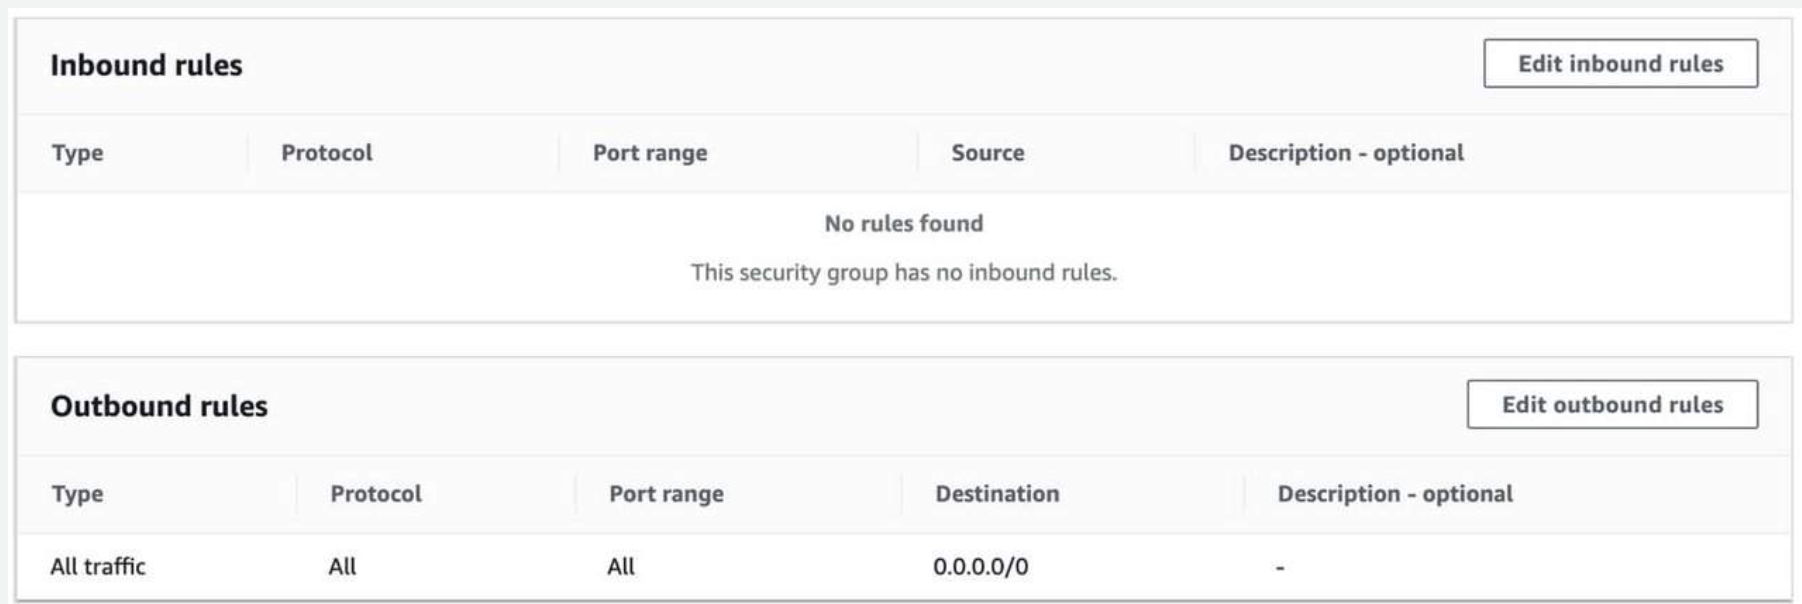 Inbound rules
Edit inbound rules
Type Protocol Port range Source Description - optional
No rules found
This security group has no inbound rules.
Outbound rules
Edit outbound rules
Type Protocol Port range Destination Description - optional
All traffic All All 0.0.0.0/0 -